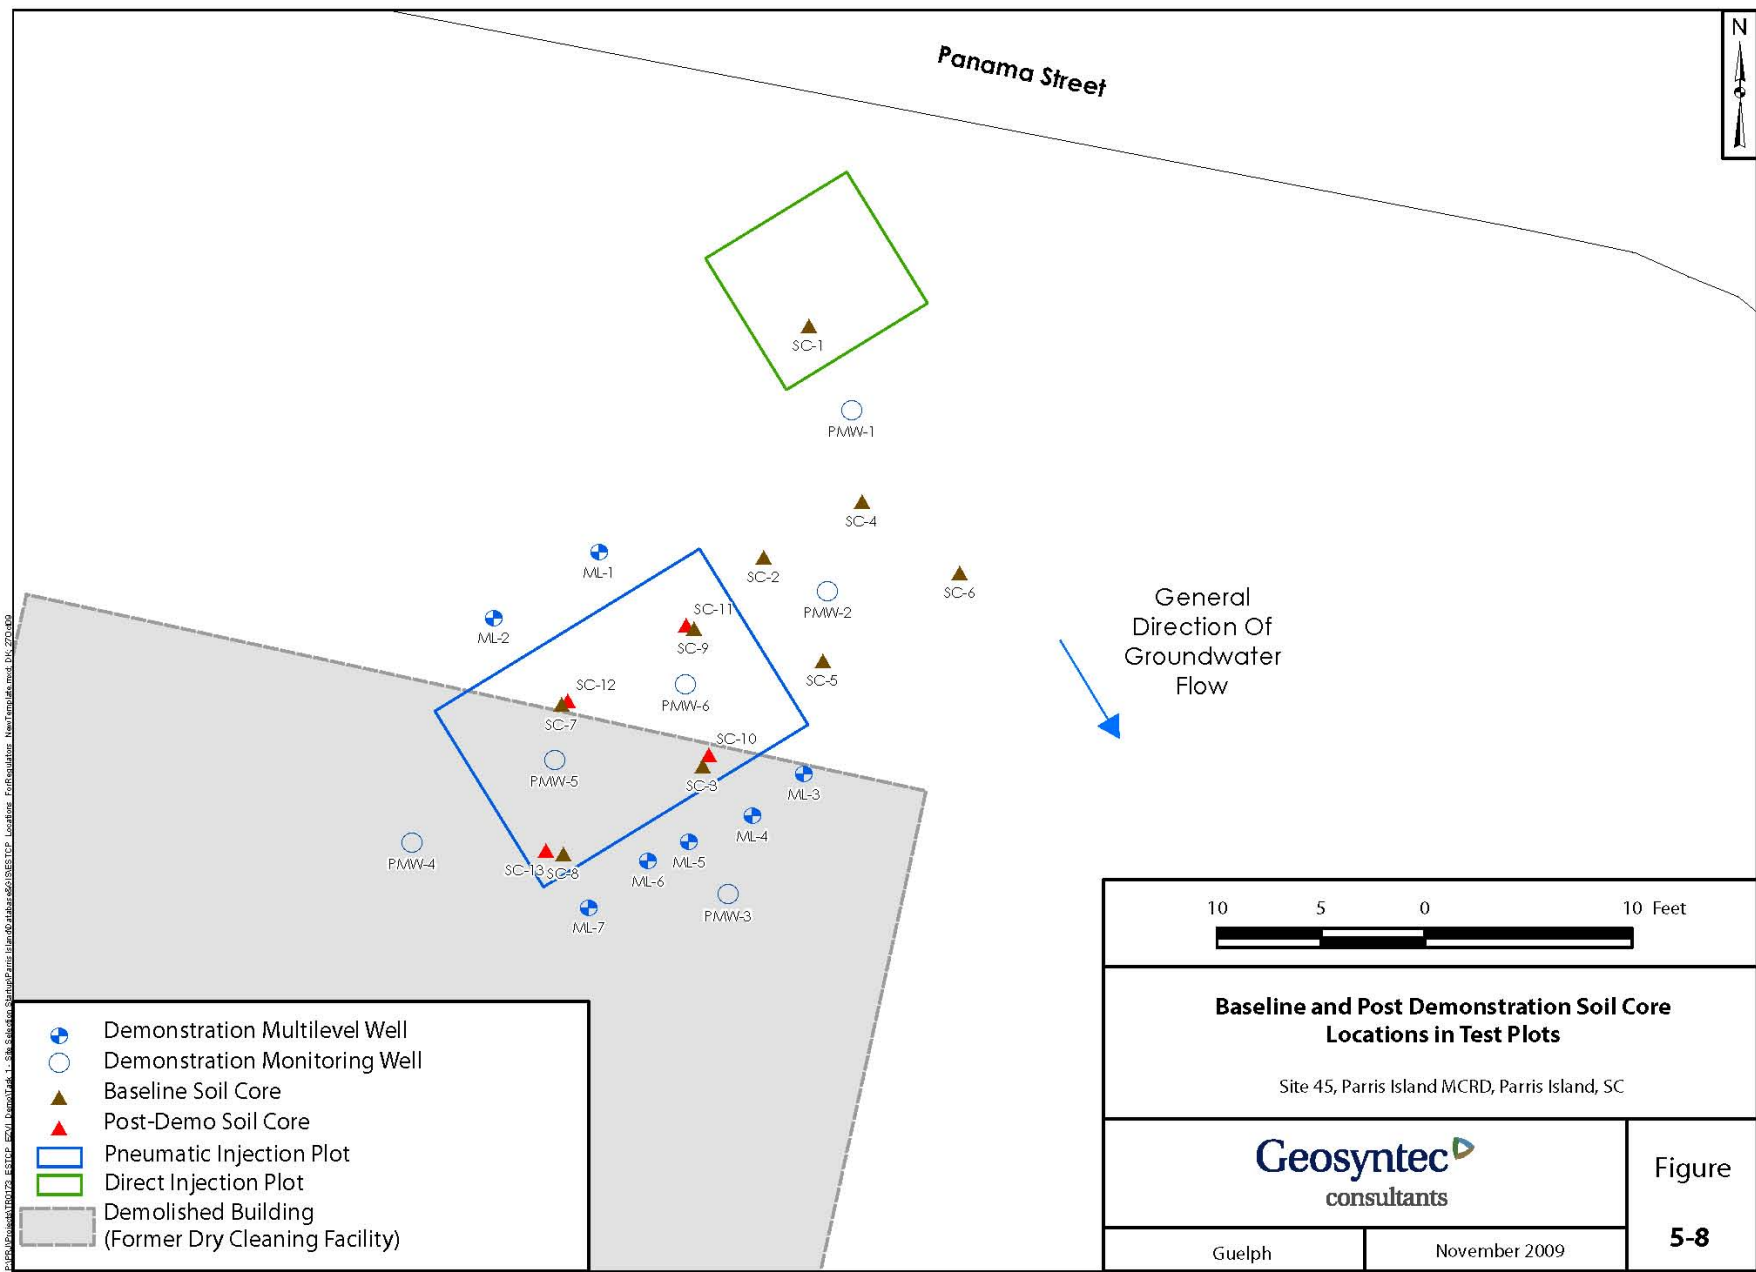 Panama Street
N
SC-1
PMW-1
SC-4
ML-1
SC-2
SC-6
PMW-2
ML-2
SC-11
SC-9
SC-5
SC-12
PMW-6
SC-7
SC-10
PMW-5
SC-3
ML-3
ML-4
PMW-4
SC-13
SC-8
ML-5
ML-6
PMW-3
ML-7
General
Direction Of
Groundwater
Flow
Demonstration Multilevel Well
Demonstration Monitoring Well
Baseline Soil Core
Post-Demo Soil Core
Pneumatic Injection Plot
Direct Injection Plot
Demolished Building
(Former Dry Cleaning Facility)
10 5 0 10 Feet
Baseline and Post Demonstration Soil Core
Locations in Test Plots
Site 45, Parris Island MCRD, Parris Island, SC
Geosyntec
consultants
Figure
5-8
Guelph
November 2009